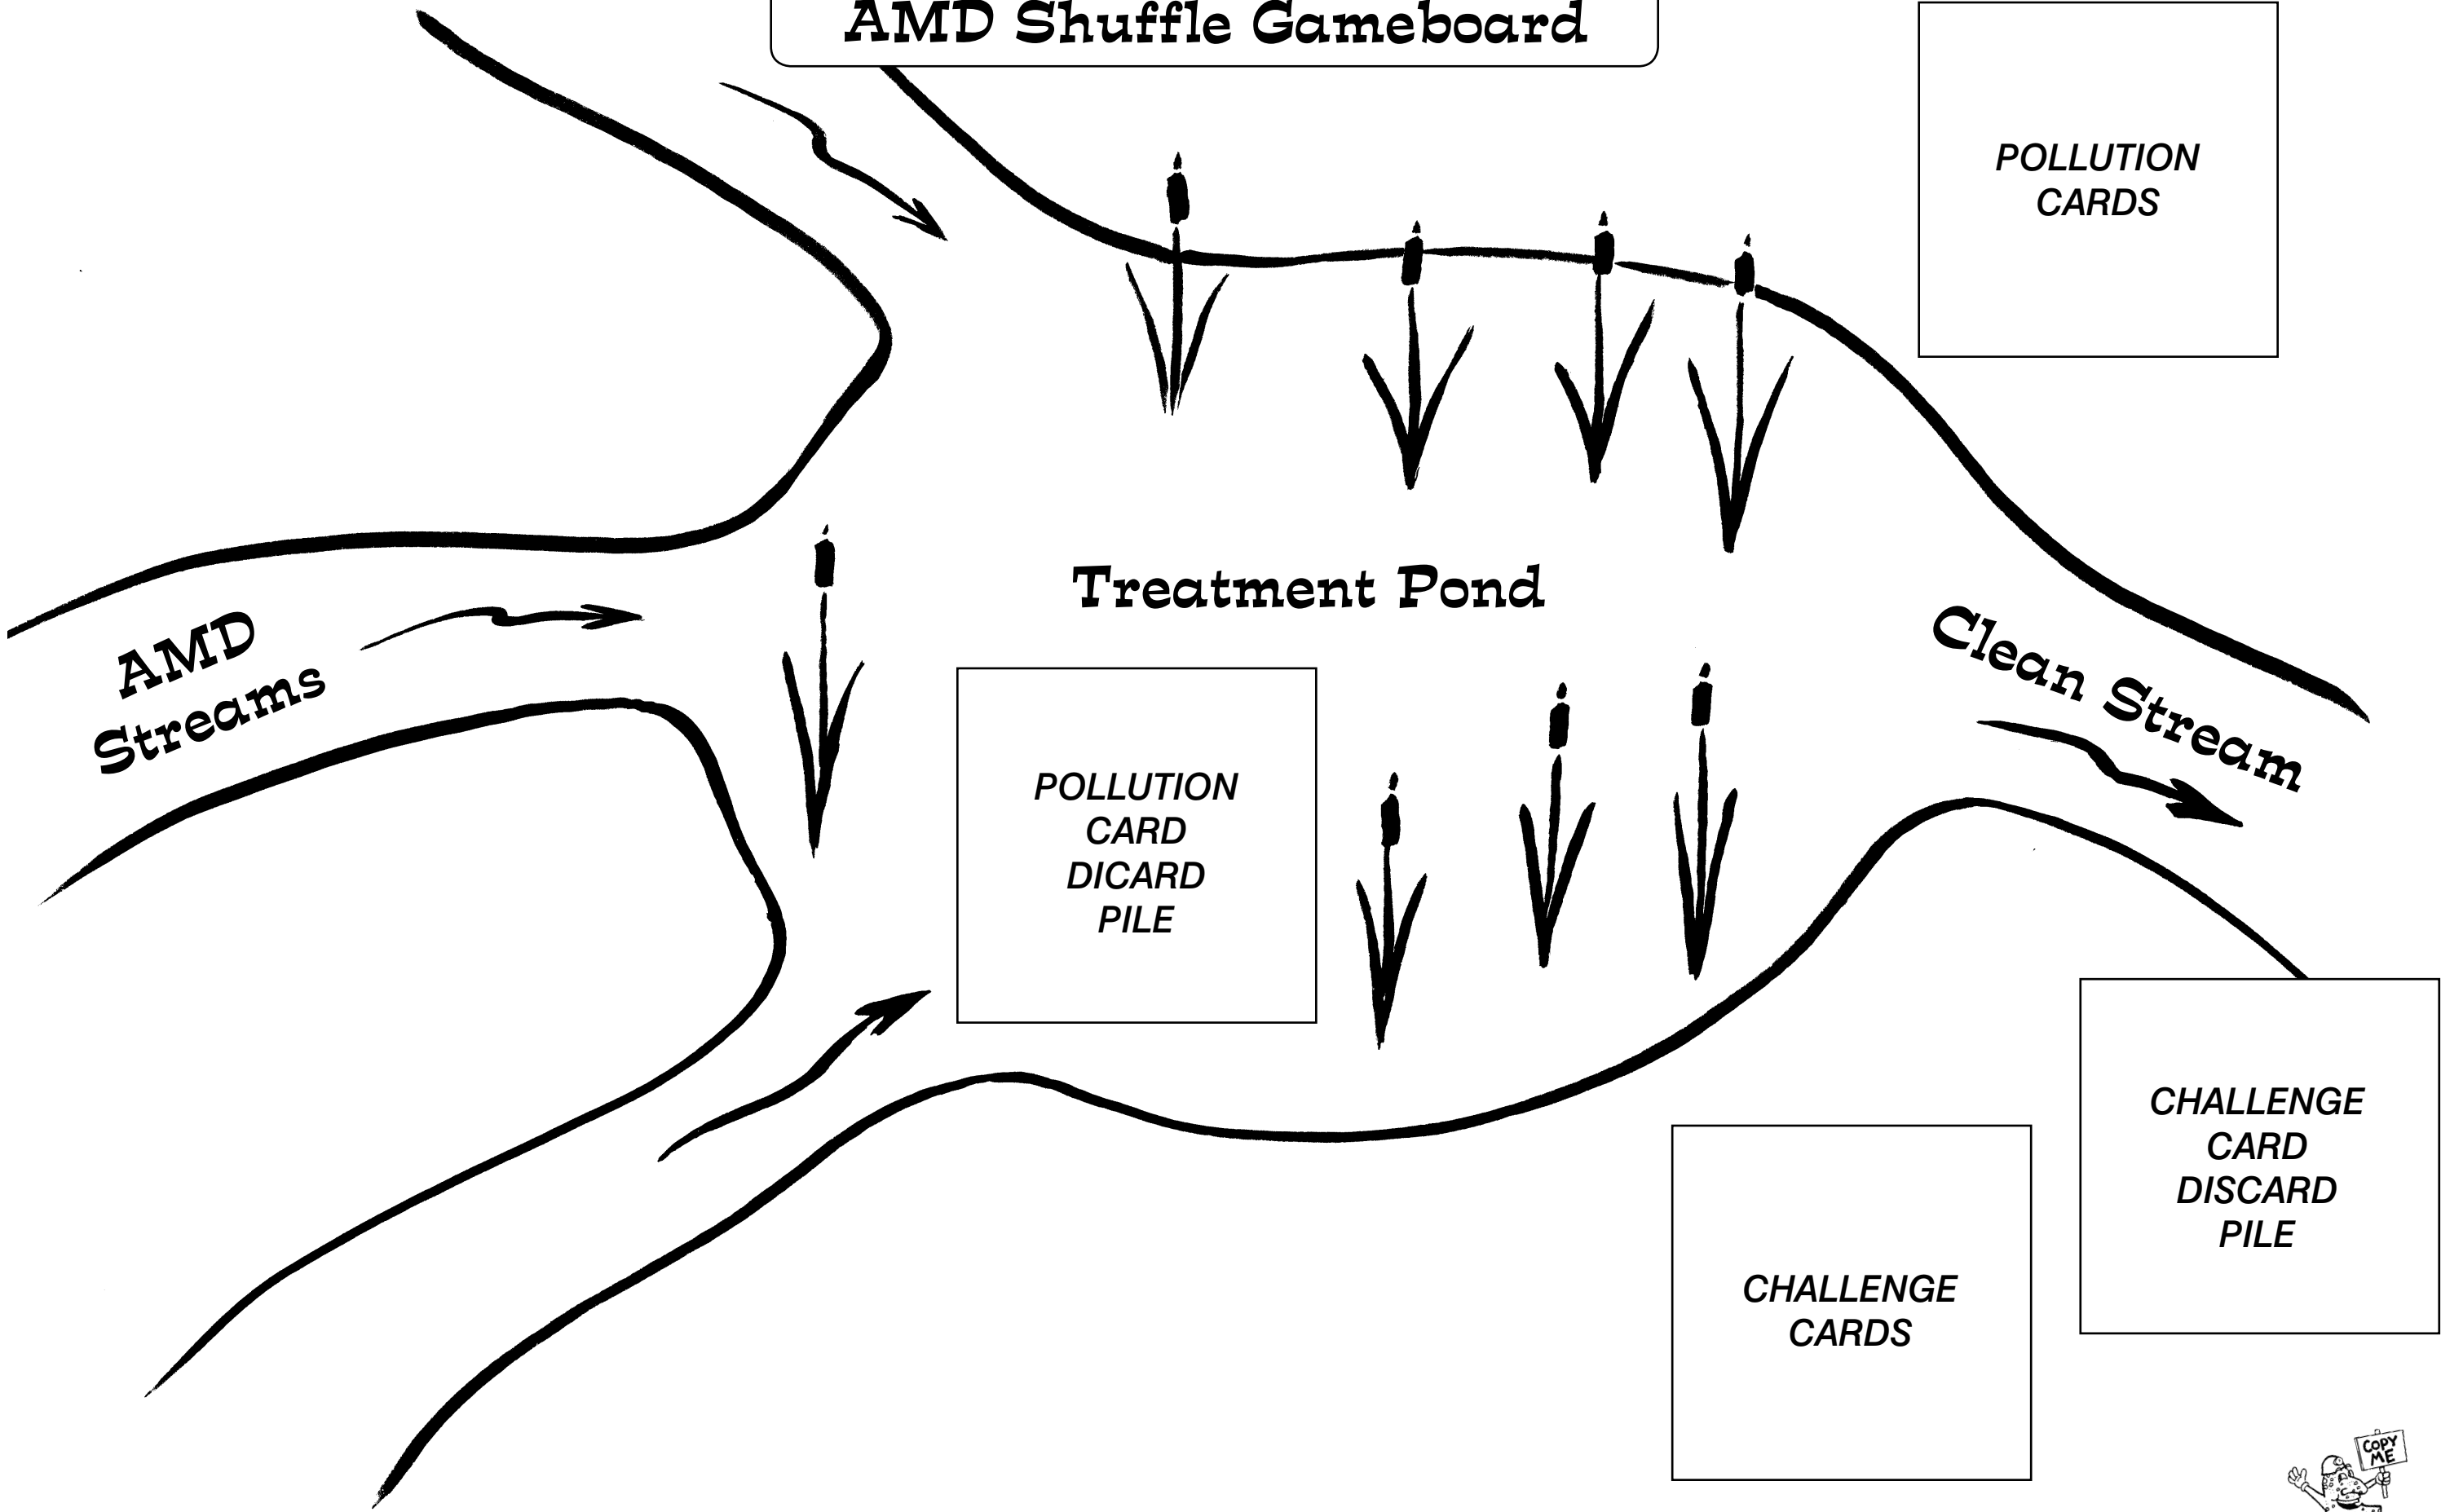 AMD Shuffle Gameboard
POLLUTION
CARDS
Treatment Pond
AMD
Streams
Clean Stream
POLLUTION
CARD
DICARD
PILE
CHALLENGE
CARD
DISCARD
PILE
CHALLENGE
CARDS
COPY
ME